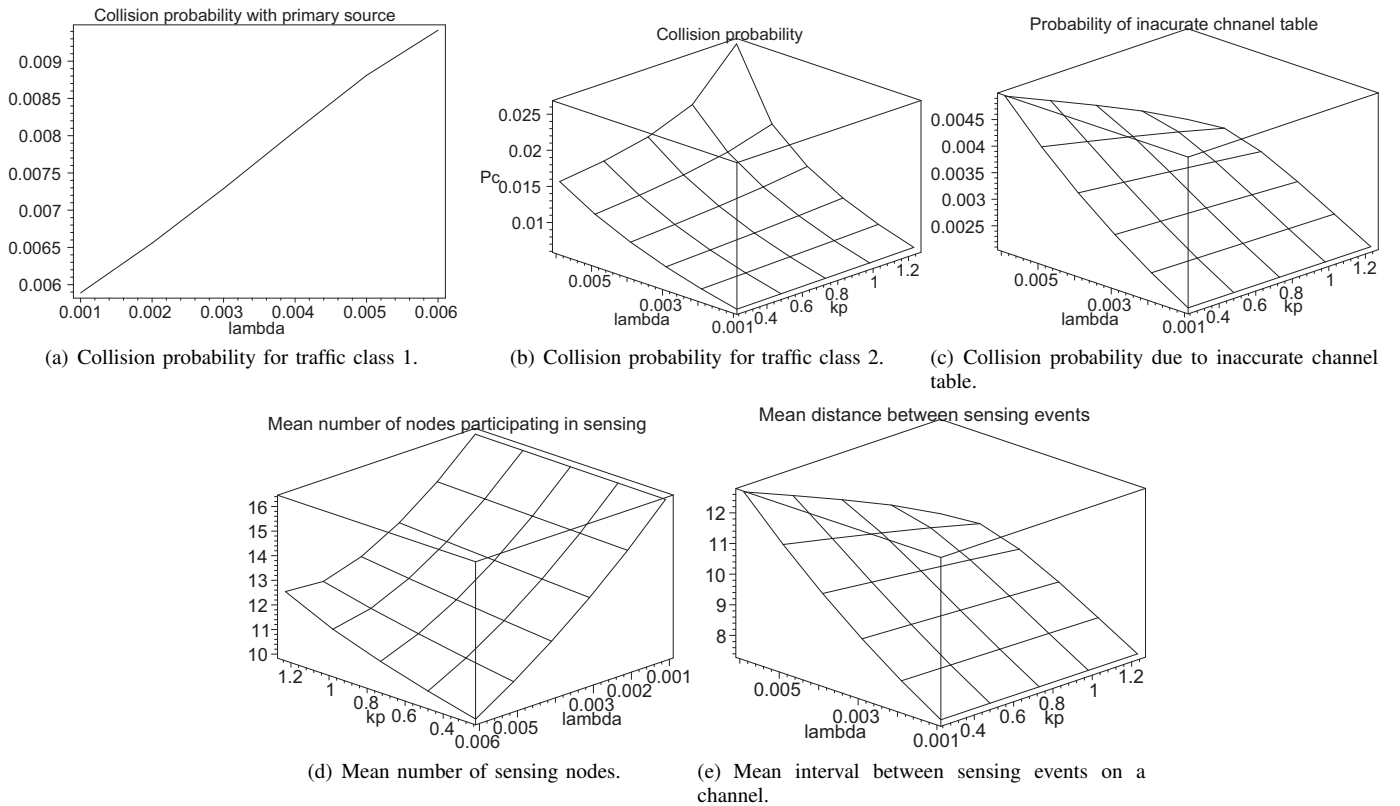 Collision probability with primary source
0.009
0.0085
0.008
0.0075
0.007
0.0065
0.006
0.001 0.002 0.003 0.004 0.005 0.006
lambda
(a) Collision probability for traffic class 1.
Collision probability
0.025
0.02
Pc
0.015
0.01
0.005
0.003
0.001
lambda
0.4 0.6 0.8 1 1.2
kp
(b) Collision probability for traffic class 2.
Probability of inacurate chnannel table
0.0045
0.004
0.0035
0.003
0.0025
0.005
0.003
0.001
lambda
0.4 0.6 0.8 1 1.2
kp
(c) Collision probability due to inaccurate channel
table.
Mean number of nodes participating in sensing
16
15
14
13
12
11
10
1.2 1 0.8 0.6 0.4
kp
0.006
0.005
0.003
0.002
0.001
lambda
(d) Mean number of sensing nodes.
Mean distance between sensing events
12
11
10
9
8
0.005
0.003
0.001
lambda
0.4 0.6 0.8 1 1.2
kp
(e) Mean interval between sensing events on a
channel.